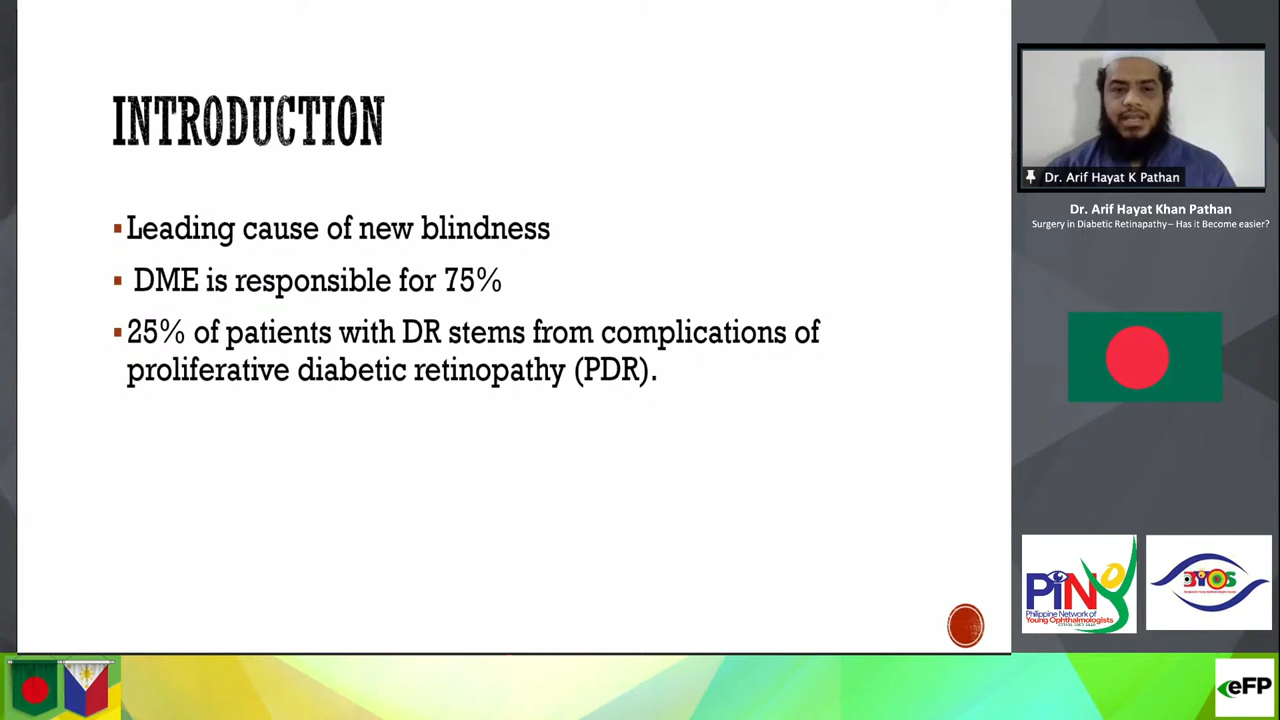 INTRODUCTION
▪Leading cause of new blindness
▪ DME is responsible for 75%
▪25% of patients with DR stems from complications of
proliferative diabetic retinopathy (PDR).
Dr. Arif Hayat K Pathan
Dr. Arif Hayat Khan Pathan
Surgery in Diabetic Retinapathy– Has it Become easier?
PiNYO
Philippine Network of
Young Ophthalmologists
BYOS
eFP